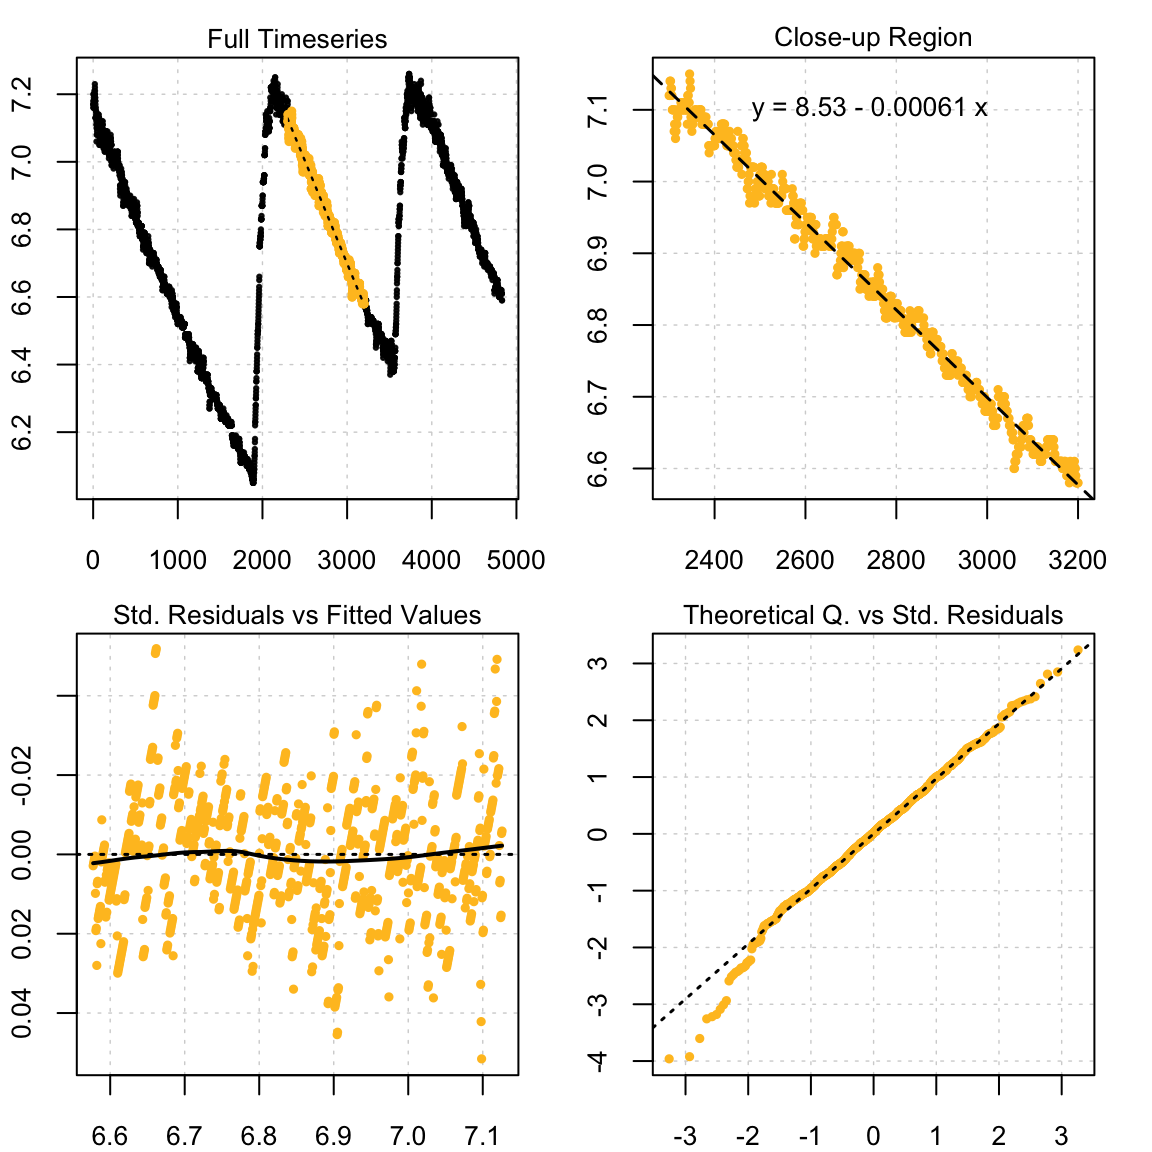 Full Timeseries
7.2
7.0
6.8
6.6
6.4
6.2
0 1000 2000 3000 4000 5000
Close-up Region
y = 8.53 - 0.00061 x
7.1
7.0
6.9
6.8
6.7
6.6
2400 2600 2800 3000 3200
Std. Residuals vs Fitted Values
-0.02
0.00
0.02
0.04
6.6 6.7 6.8 6.9 7.0 7.1
Theoretical Q. vs Std. Residuals
3
2
1
0
-1
-2
-3
-4
-3 -2 -1 0 1 2 3